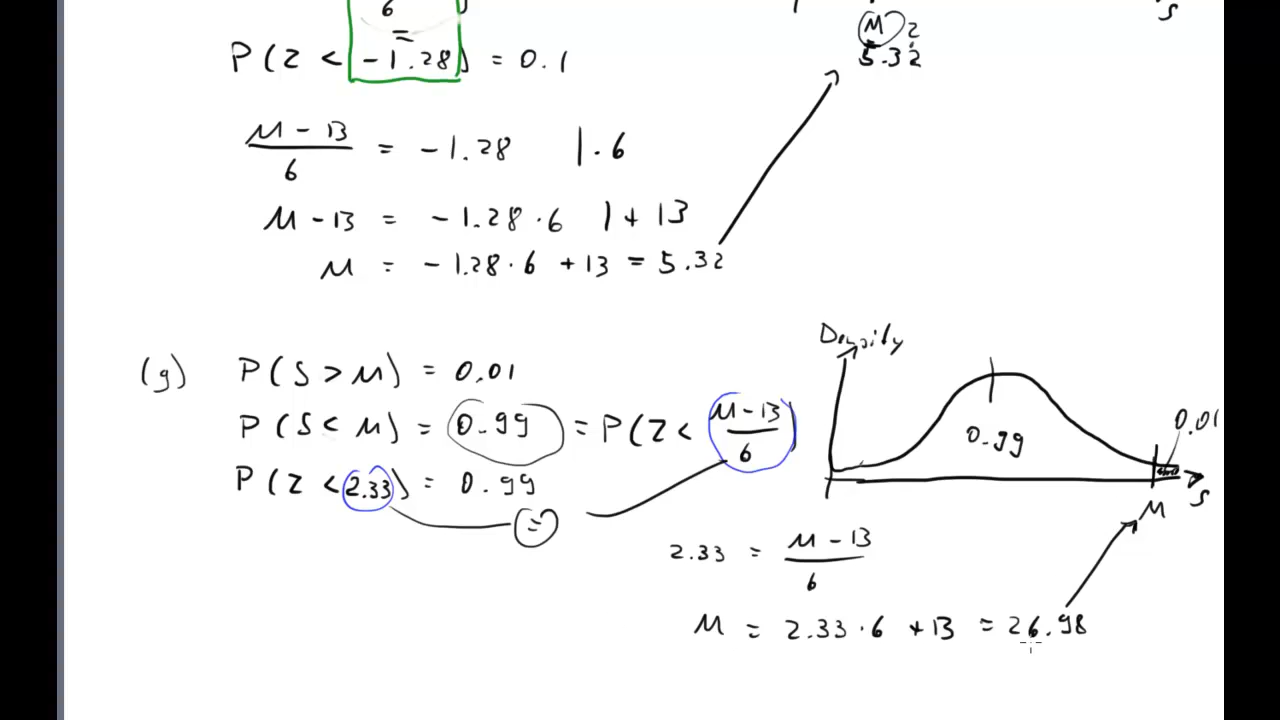 6
=
P(Z < -1.28) = 0.1
M ?
5.32
M - 13
6
= -1.28 | · 6
M - 13 = -1.28 · 6 | + 13
M = -1.28 · 6 + 13 = 5.32
(g) P(S > M) = 0.01
P(S < M) = 0.99 = P(Z < M - 13
6 )
P(Z < 2.33) = 0.99
=
Density
0.99
0.01
S
M
2.33 = M - 13
6
M = 2.33 · 6 + 13 = 26.98